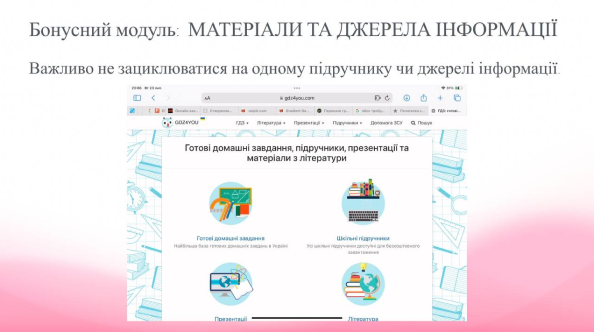 Бонусний модуль: МАТЕРІАЛИ ТА ДЖЕРЕЛА ІНФОРМАЦІЇ
Важливо не зациклюватися на одному підручнику чи джерелі інформації.
АА
gdz4you.com
GDZ4YOU
ГДЗ Література Презентації Підручники Допомога ЗСУ Пошук
Готові домашні завдання, підручники, презентації та
матеріали з літератури
Готові домашні завдання
Шкільні підручники
Найбільша база готових домашніх завдань в Україні
Усі шкільні підручники доступні для безкоштовного
завантаження
Презентації
Література